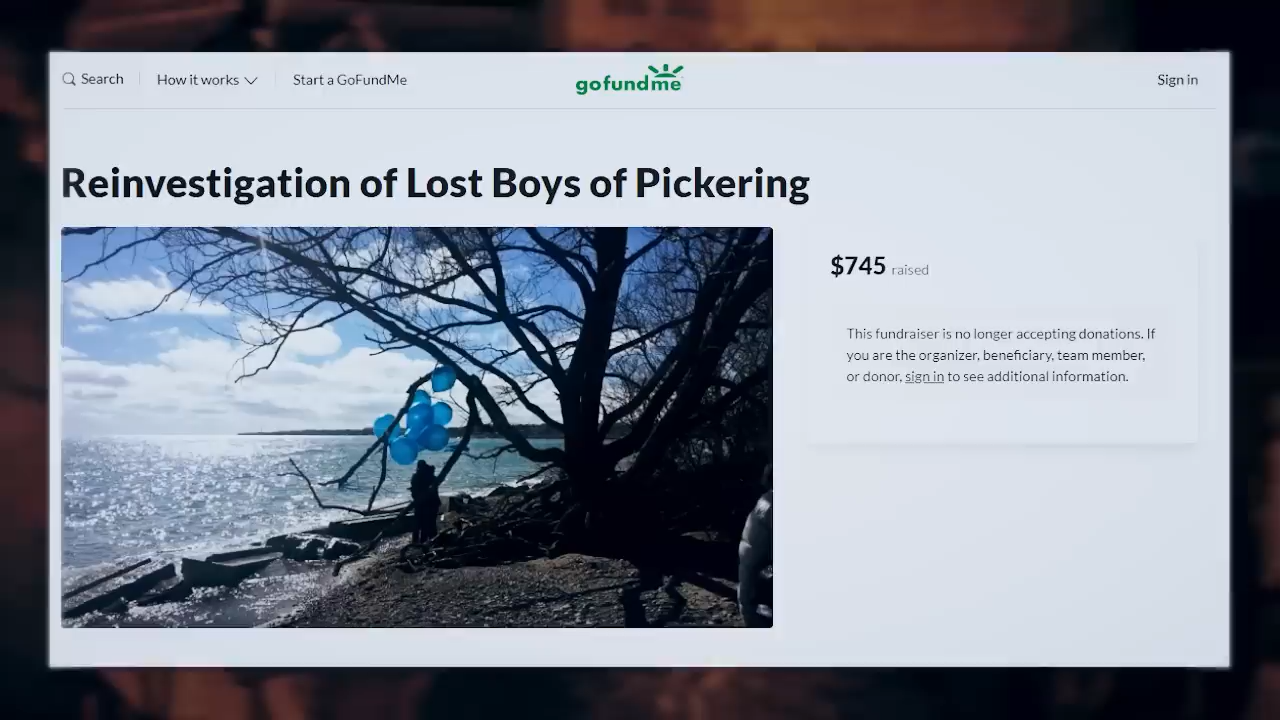 Search
How it works
Start a GoFundMe
gofundme
Sign in
Reinvestigation of Lost Boys of Pickering
$745 raised
This fundraiser is no longer accepting donations. If
you are the organizer, beneficiary, team member,
or donor, sign in to see additional information.